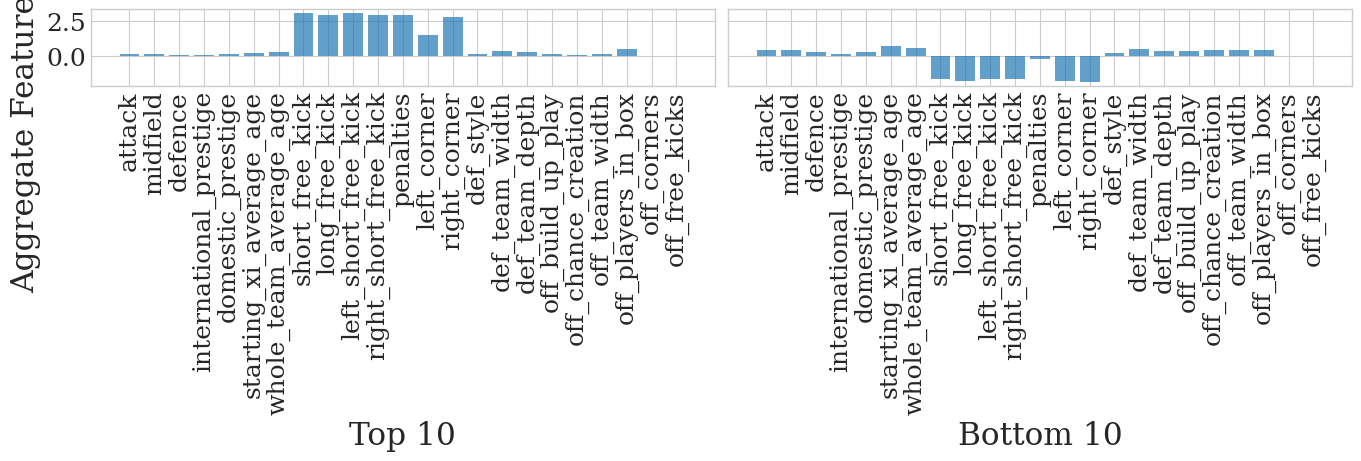 Aggregate Feature
2.5
0.0
attack
midfield
defence
international_prestige
domestic_prestige
starting_xi_average_age
whole_team_average_age
short_free_kick
long_free_kick
left_short_free_kick
right_short_free_kick
penalties
left_corner
right_corner
def_style
def_team_width
def_team_depth
off_build_up_play
off_chance_creation
off_team_width
off_players_in_box
off_corners
off_free_kicks
Top 10
attack
midfield
defence
international_prestige
domestic_prestige
starting_xi_average_age
whole_team_average_age
short_free_kick
long_free_kick
left_short_free_kick
right_short_free_kick
penalties
left_corner
right_corner
def_style
def_team_width
def_team_depth
off_build_up_play
off_chance_creation
off_team_width
off_players_in_box
off_corners
off_free_kicks
Bottom 10